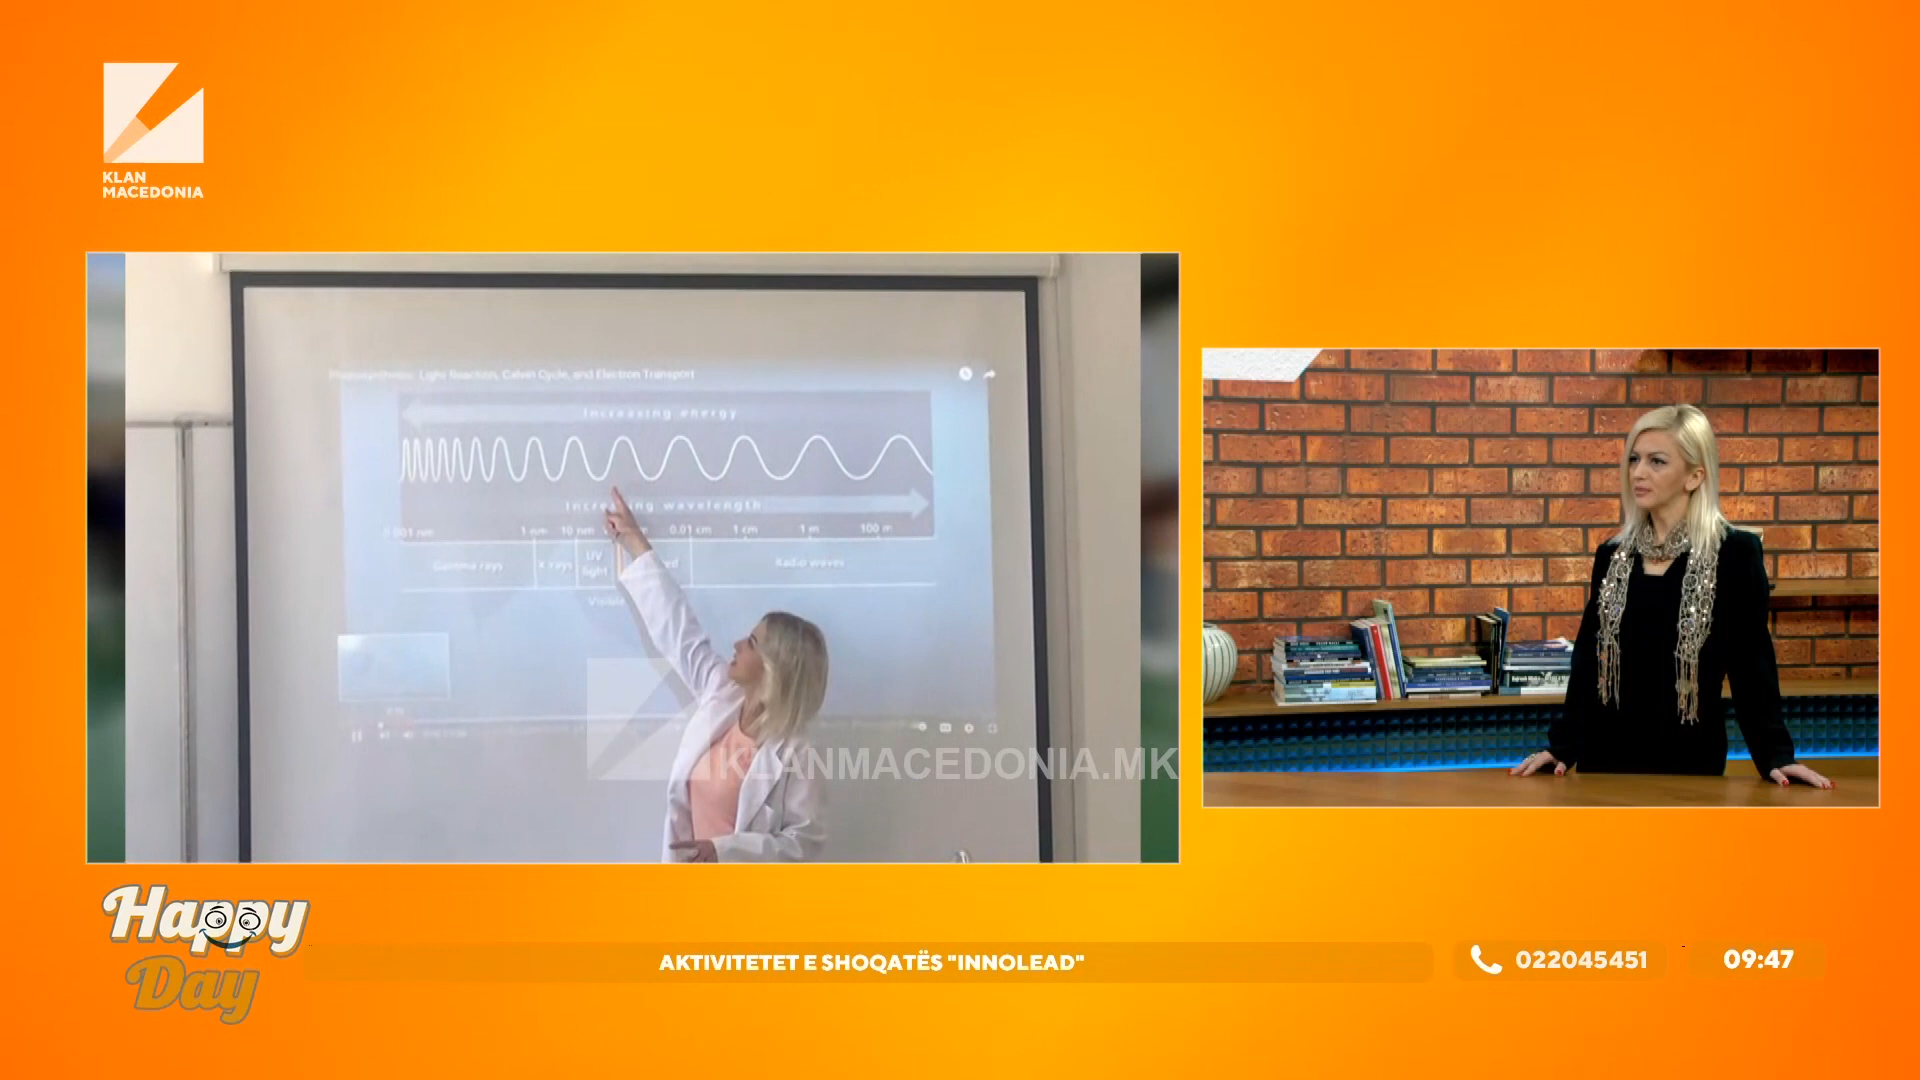 KLAN
MACEDONIA
Light Reaction, Calvin Cycle, and Electron Transport
Increasing energy
Increasing wavelength
1 nm 10 nm 0.01 cm 1 cm 1 m 100 m
Gamma rays
X rays
UV
light
Radio waves
Visible
KLANMACEDONIA.MK
Happy
Day
AKTIVITETET E SHOQATËS "INNOLEAD"
022045451
09:47